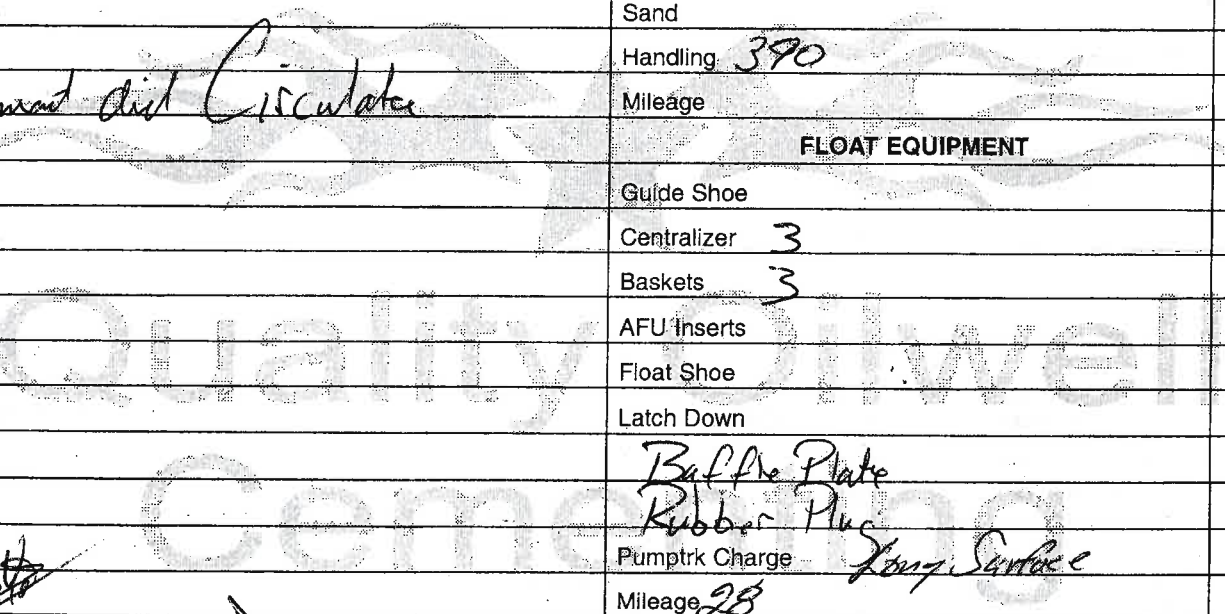 Sand
Handling 390
did Circulate
Mileage
FLOAT EQUIPMENT
Guide Shoe
Centralizer 3
Baskets 3
AFU Inserts
Float Shoe
Latch Down
Baffle Plate
Rubber Plug
Pumptrk Charge Long Surface
Mileage 28
Quality Oilwell
Cementing